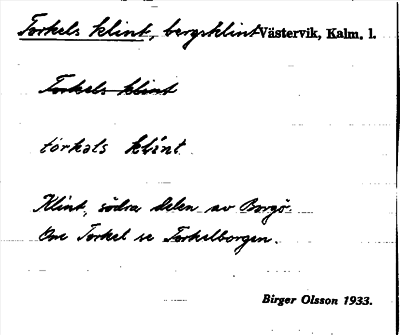 Torkels klint, bergsklint Västervik, Kalm. l.
Torkels klint
torkəls klint
Klint, södra delen av Borgö.
Om Torkel se Torkelborgen.
Birger Olsson 1933.